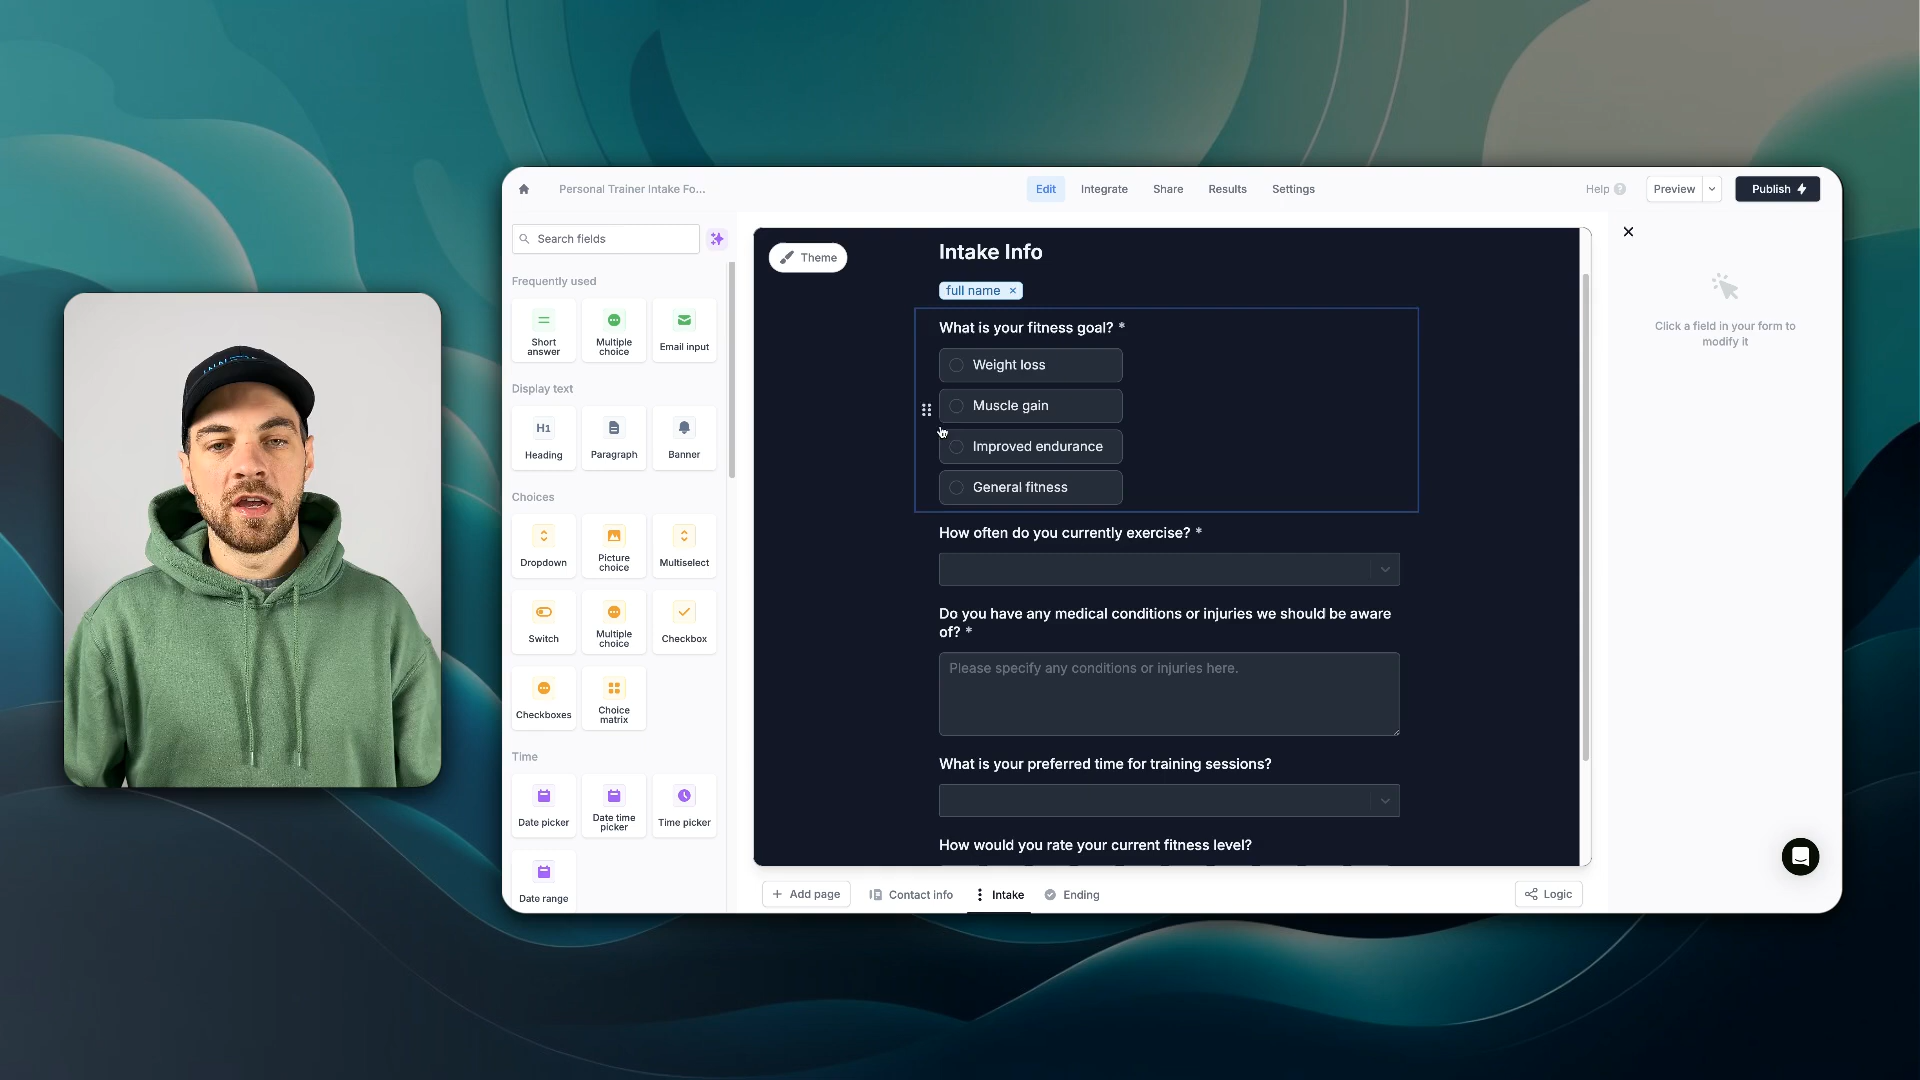 Personal Trainer Intake Fo...
Edit
Integrate
Share
Results
Settings
Help
Preview
Publish
Search fields
Frequently used
Short answer
Multiple choice
Email input
Display text
H1
Heading
Paragraph
Banner
Choices
Dropdown
Picture choice
Multiselect
Switch
Multiple choice
Checkbox
Checkboxes
Choice matrix
Time
Date picker
Date time picker
Time picker
Date range
Theme
Intake Info
full name ×
What is your fitness goal? *
Weight loss
Muscle gain
Improved endurance
General fitness
How often do you currently exercise? *
Do you have any medical conditions or injuries we should be aware
of? *
Please specify any conditions or injuries here.
What is your preferred time for training sessions?
How would you rate your current fitness level?
+ Add page
Contact info
Intake
Ending
Logic
Click a field in your form to
modify it